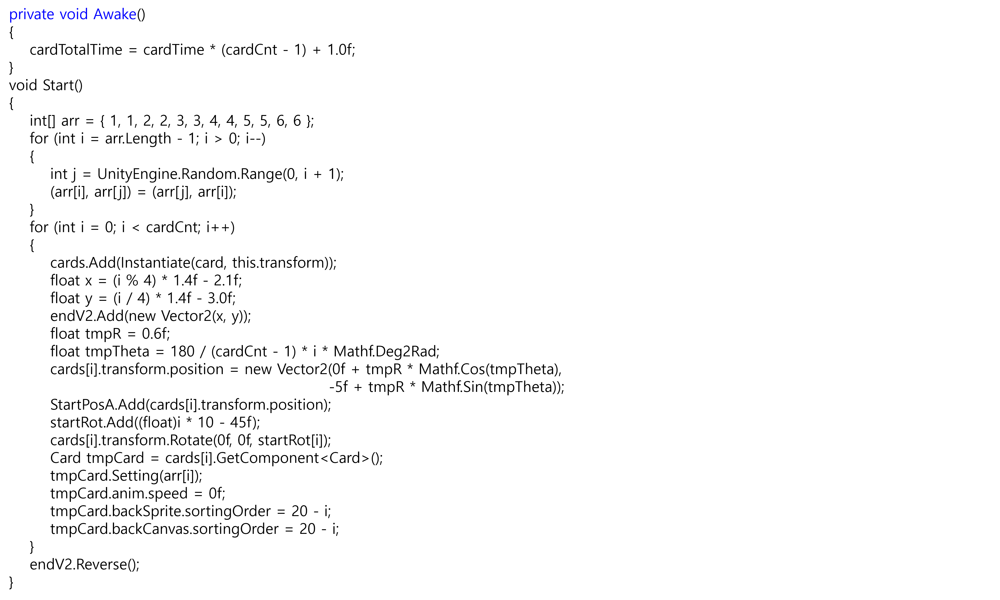 private void Awake()
{
cardTotalTime = cardTime * (cardCnt - 1) + 1.0f;
}
void Start()
{
int[] arr = { 1, 1, 2, 2, 3, 3, 4, 4, 5, 5, 6, 6 };
for (int i = arr.Length - 1; i > 0; i--)
{
int j = UnityEngine.Random.Range(0, i + 1);
(arr[i], arr[j]) = (arr[j], arr[i]);
}
for (int i = 0; i < cardCnt; i++)
{
cards.Add(Instantiate(card, this.transform));
float x = (i % 4) * 1.4f - 2.1f;
float y = (i / 4) * 1.4f - 3.0f;
endV2.Add(new Vector2(x, y));
float tmpR = 0.6f;
float tmpTheta = 180 / (cardCnt - 1) * i * Mathf.Deg2Rad;
cards[i].transform.position = new Vector2(0f + tmpR * Mathf.Cos(tmpTheta),
-5f + tmpR * Mathf.Sin(tmpTheta));
StartPosA.Add(cards[i].transform.position);
startRot.Add((float)i * 10 - 45f);
cards[i].transform.Rotate(0f, 0f, startRot[i]);
Card tmpCard = cards[i].GetComponent<Card>();
tmpCard.Setting(arr[i]);
tmpCard.anim.speed = 0f;
tmpCard.backSprite.sortingOrder = 20 - i;
tmpCard.backCanvas.sortingOrder = 20 - i;
}
endV2.Reverse();
}